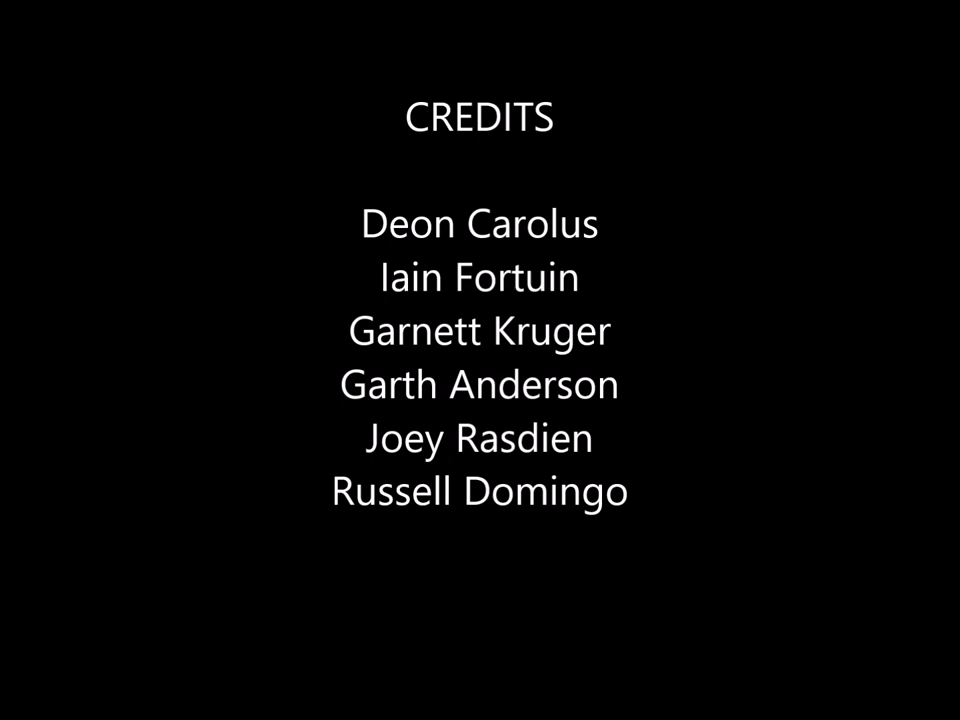 CREDITS
Deon Carolus
Iain Fortuin
Garnett Kruger
Garth Anderson
Joey Rasdien
Russell Domingo